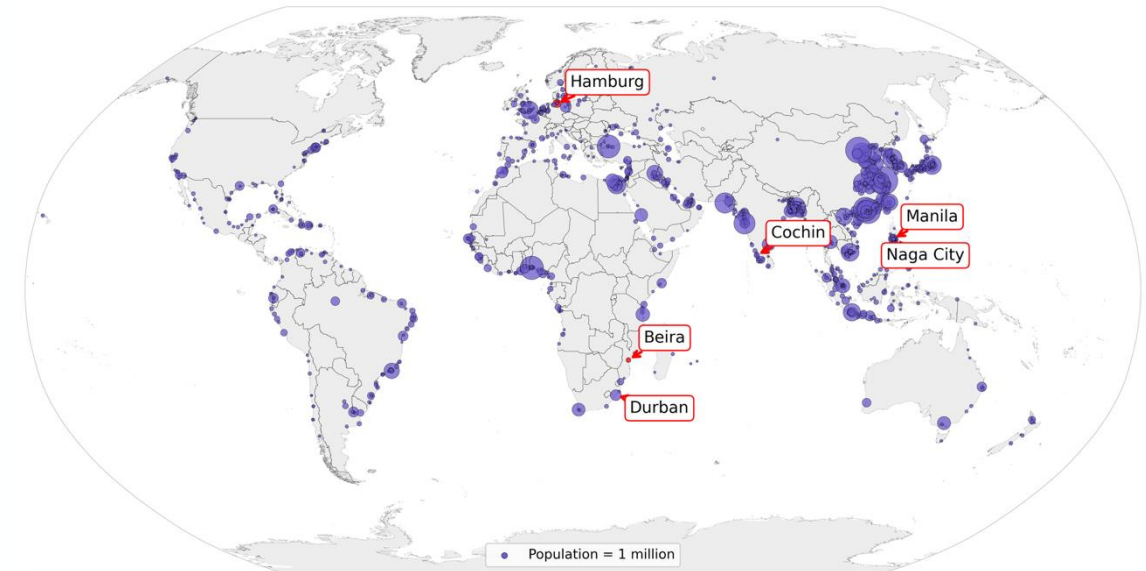 Hamburg
Manila
Cochin
Naga City
Beira
Durban
Population = 1 million